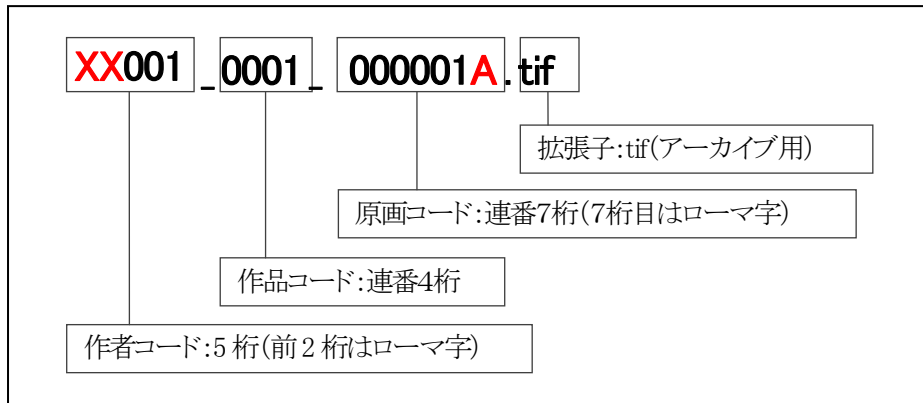 XX001_0001_000001A.tif
拡張子:tif(アーカイブ用)
原画コード:連番7桁(7桁目はローマ字)
作品コード:連番4桁
作者コード:5桁(前2桁はローマ字)